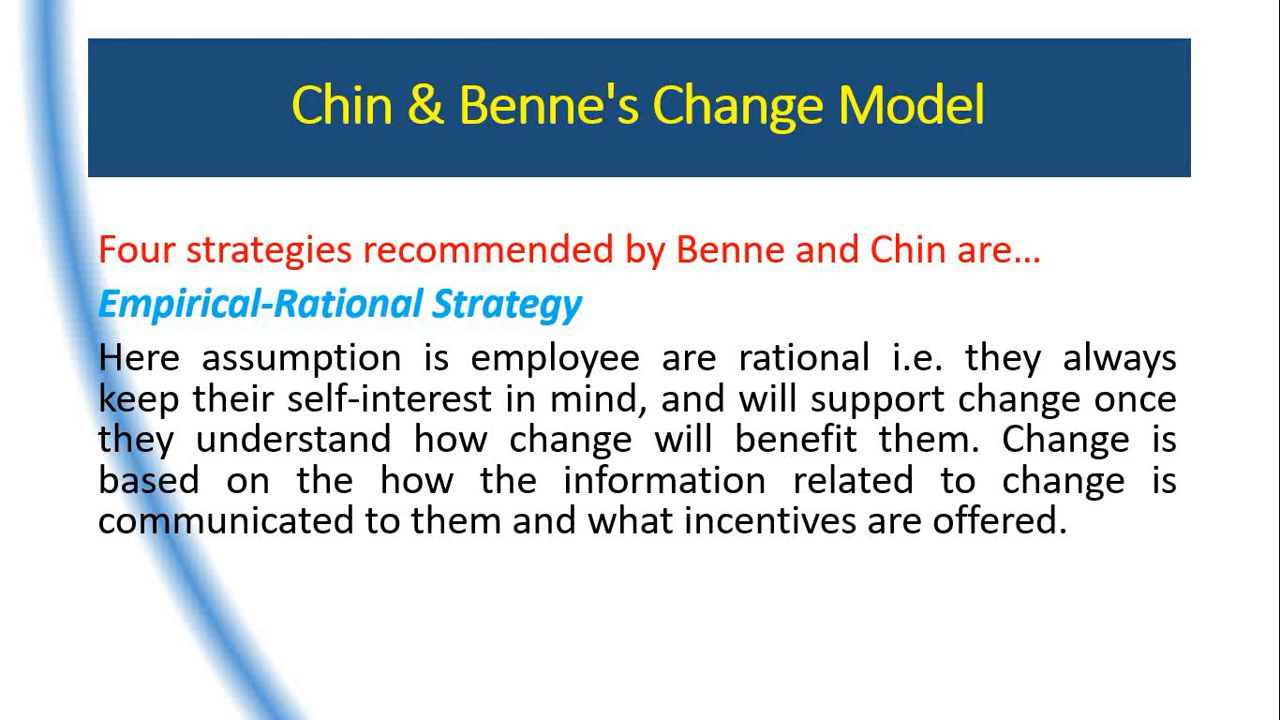 Chin & Benne's Change Model
Four strategies recommended by Benne and Chin are...
Empirical-Rational Strategy
Here assumption is employee are rational i.e. they always
keep their self-interest in mind, and will support change once
they understand how change will benefit them. Change is
based on the how the information related to change is
communicated to them and what incentives are offered.